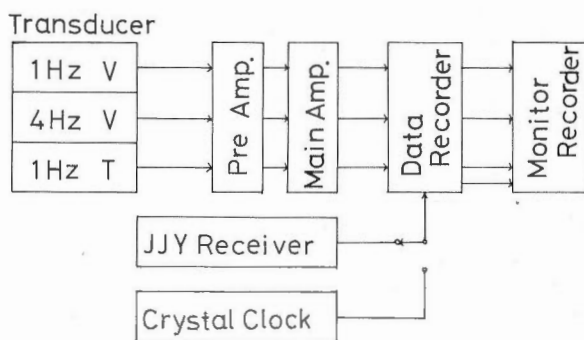 Transducer
1Hz V
4Hz V
1Hz T
Pre Amp.
Main Amp.
Data
Recorder
Monitor
Recorder
JJY Receiver
Crystal Clock